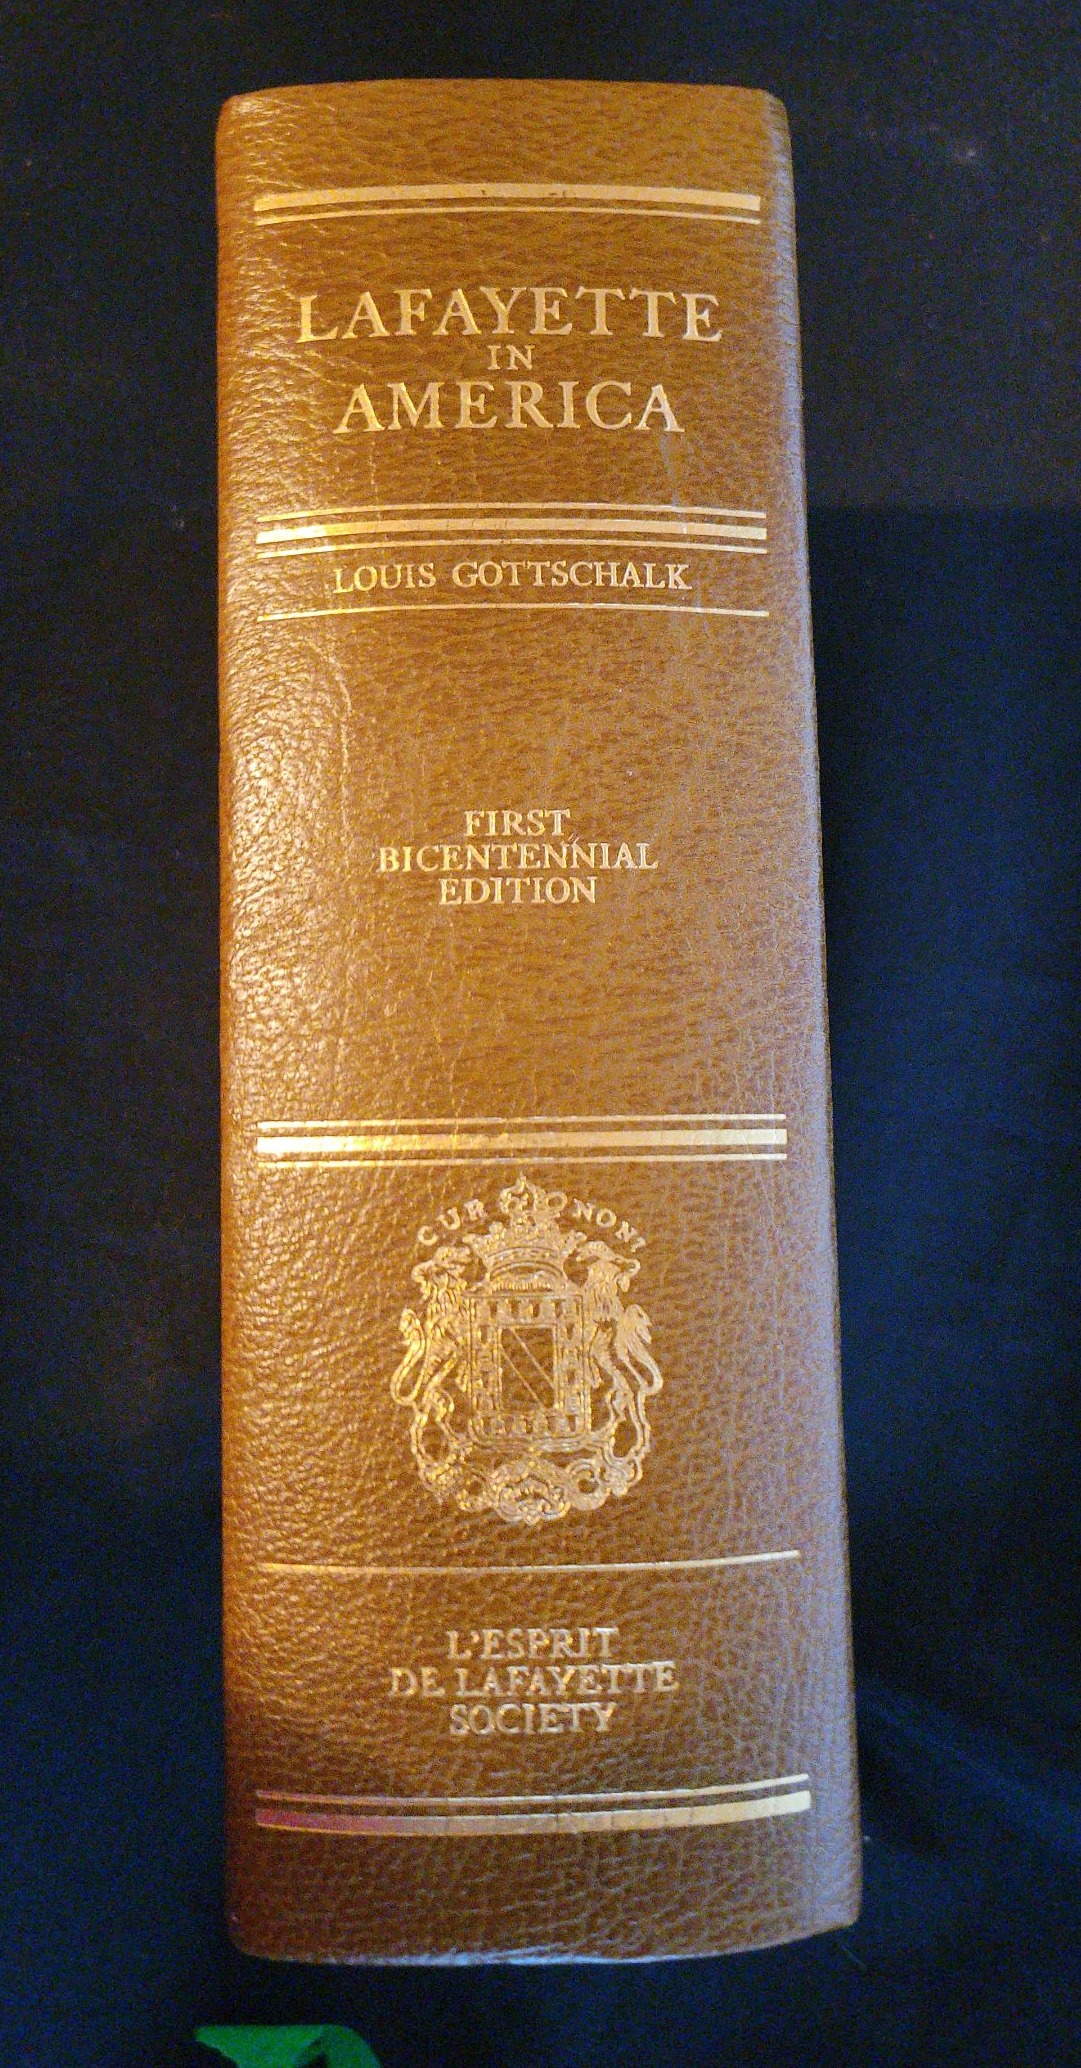 LAFAYETTE
IN
AMERICA
LOUIS GOTTSCHALK
FIRST
BICENTENNIAL
EDITION
CUR NON?
L'ESPRIT
DE LAFAYETTE
SOCIETY